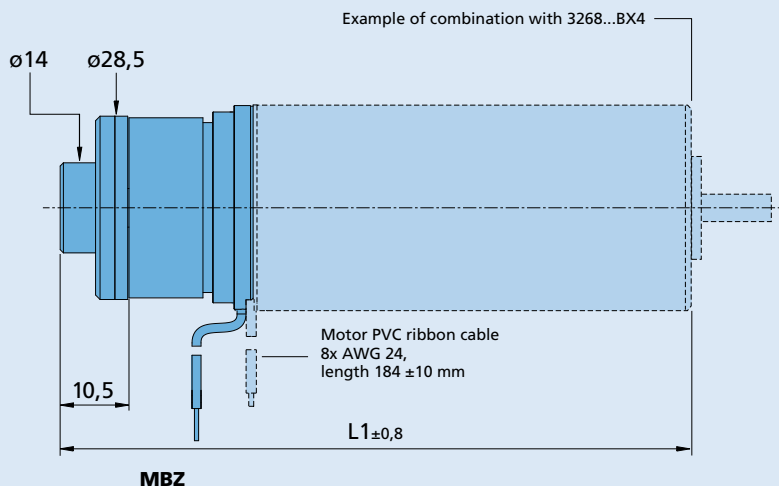 Example of combination with 3268...BX4
ø14
ø28,5
Motor PVC ribbon cable
8x AWG 24,
length 184 ±10 mm
10,5
L1±0,8
MBZ